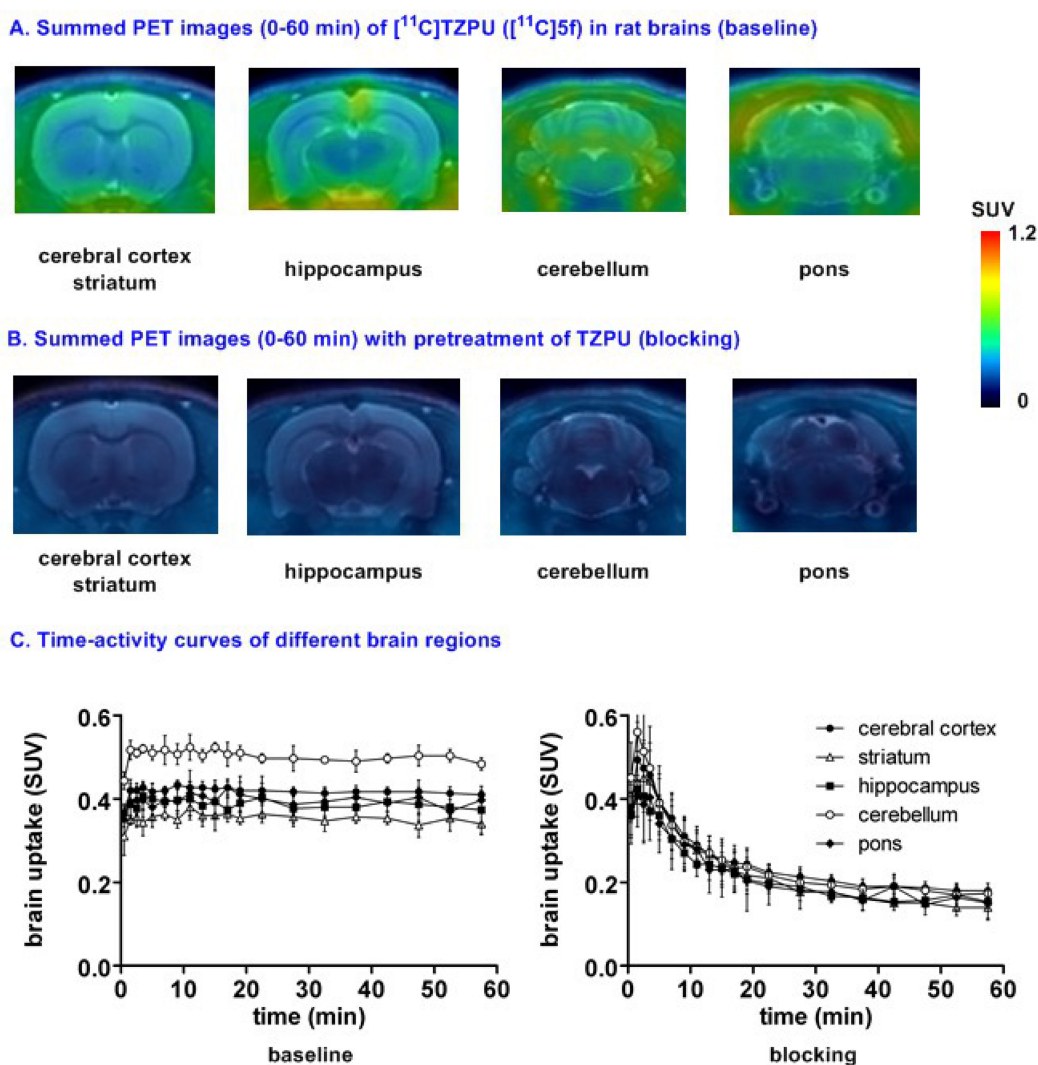 A. Summed PET images (0-60 min) of [¹¹C]TZPU ([¹¹C]5f) in rat brains (baseline)
SUV
1.2
0
cerebral cortex
striatum
hippocampus
cerebellum
pons
B. Summed PET images (0-60 min) with pretreatment of TZPU (blocking)
cerebral cortex
striatum
hippocampus
cerebellum
pons
C. Time-activity curves of different brain regions
brain uptake (SUV)
0.6
0.4
0.2
0.0
0 10 20 30 40 50 60
time (min)
baseline
brain uptake (SUV)
0.6
0.4
0.2
0.0
cerebral cortex
striatum
hippocampus
cerebellum
pons
0 10 20 30 40 50 60
time (min)
blocking